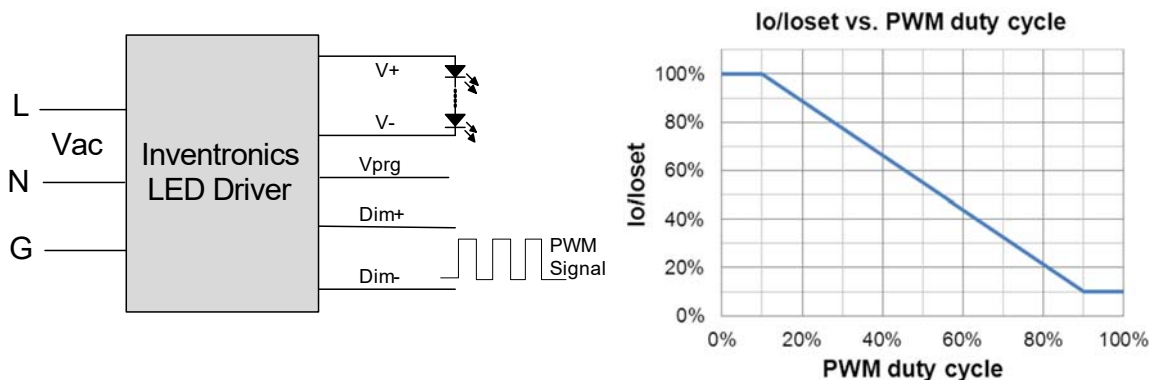 L
Vac
N
G
Inventronics
LED Driver
V+
V-
Vprg
Dim+
Dim-
PWM
Signal
Io/Ioset vs. PWM duty cycle
Io/Ioset
100%
80%
60%
40%
20%
0%
0% 20% 40% 60% 80% 100%
PWM duty cycle